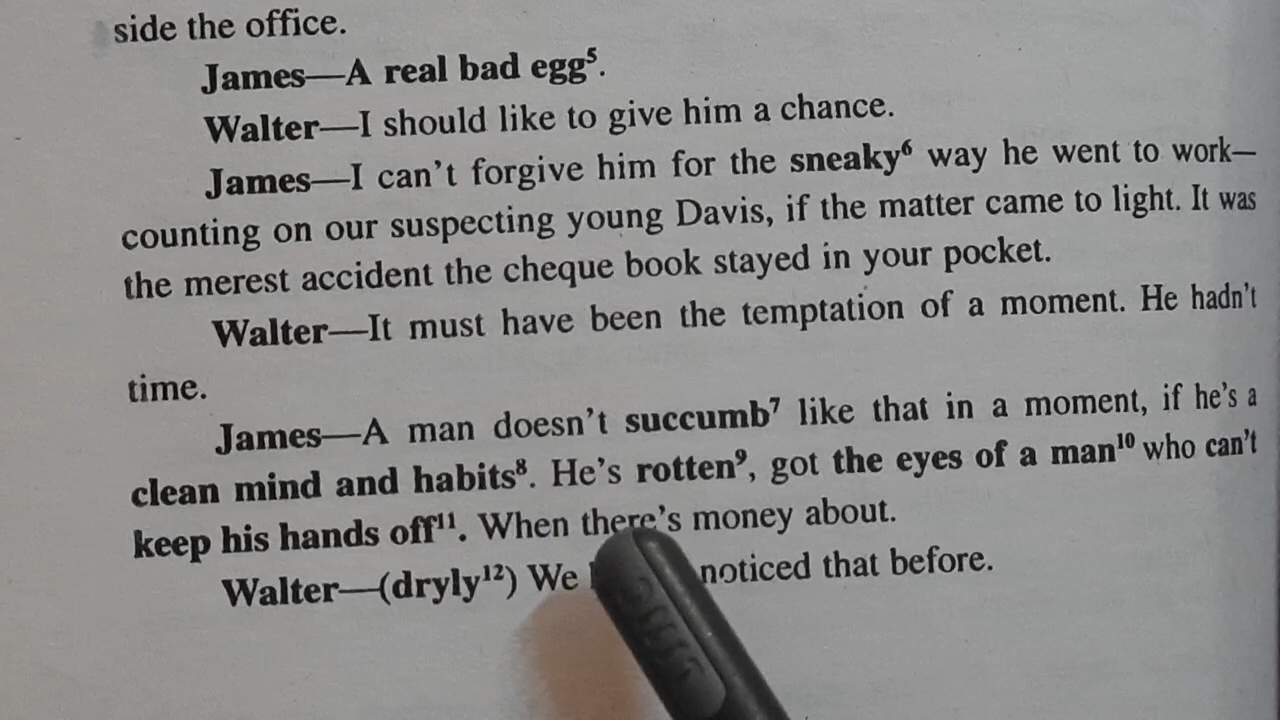 side the office.
James—A real bad egg⁵.
Walter—I should like to give him a chance.
James—I can't forgive him for the sneaky⁶ way he went to work—
counting on our suspecting young Davis, if the matter came to light. It was
the merest accident the cheque book stayed in your pocket.
Walter—It must have been the temptation of a moment. He hadn't
time.
James—A man doesn't succumb⁷ like that in a moment, if he's a
clean mind and habits⁸. He's rotten⁹, got the eyes of a man¹⁰ who can't
keep his hands off¹¹. When there's money about.
Walter—(dryly¹²) We noticed that before.